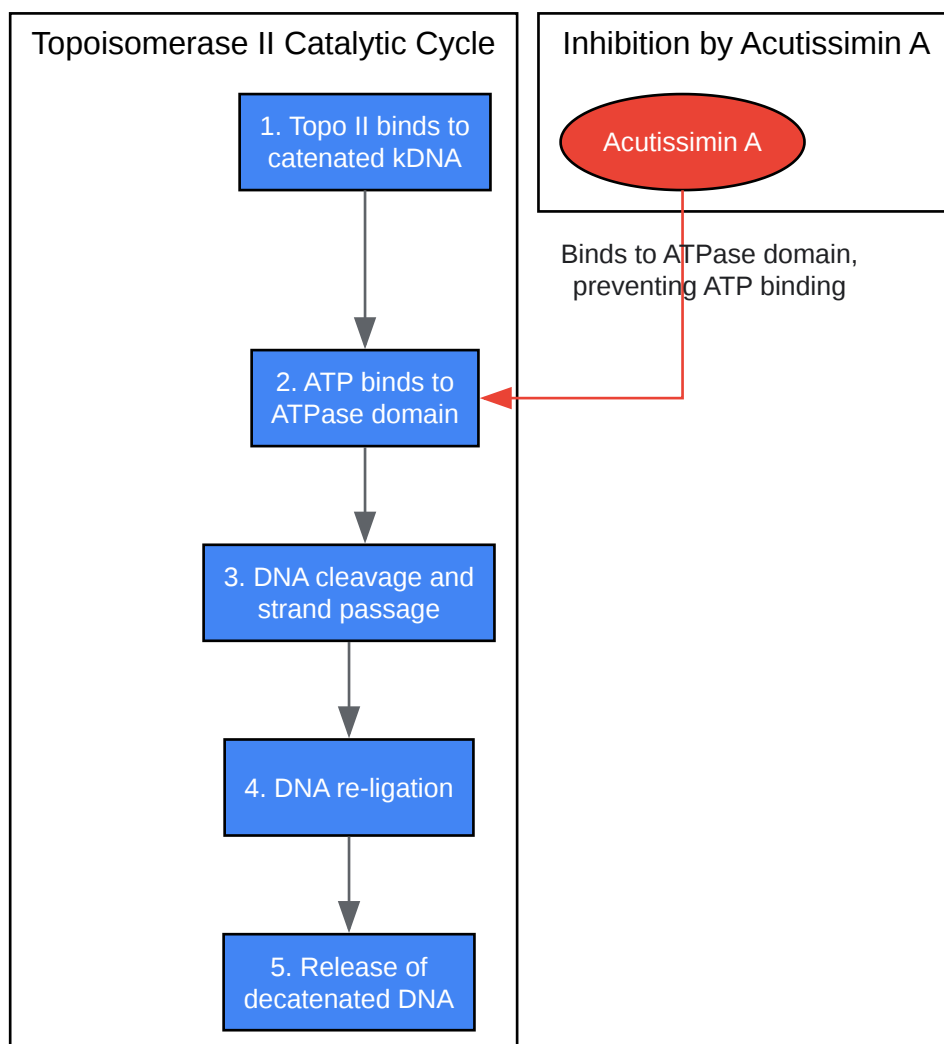 Topoisomerase II Catalytic Cycle
1. Topo II binds to
catenated kDNA
2. ATP binds to
ATPase domain
3. DNA cleavage and
strand passage
4. DNA re-ligation
5. Release of
decatenated DNA
Inhibition by Acutissimin A
Acutissimin A
Binds to ATPase domain,
preventing ATP binding